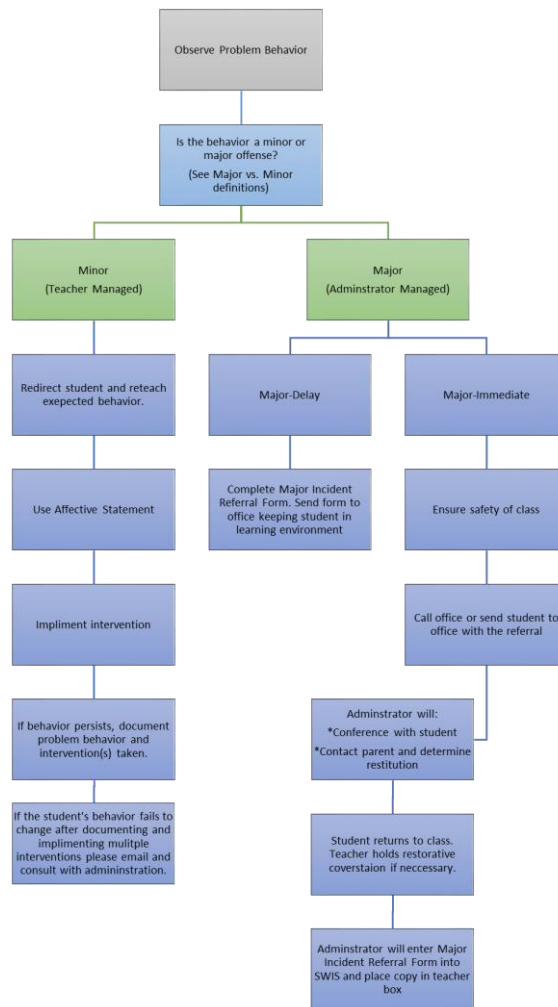 Observe Problem Behavior
Is the behavior a minor or
major offense?
(See Major vs. Minor
definitions)
Minor
(Teacher Managed)
Major
(Adminstrator Managed)
Redirect student and reteach
exepected behavior.
Major-Delay
Major-Immediate
Use Affective Statement
Complete Major Incident
Referral Form. Send form to
office keeping student in
learning environment
Ensure safety of class
Impliment intervention
Call office or send student to
office with the referral
If behavior persists, document
problem behavior and
intervention(s) taken.
Adminstrator will:
*Conference with student
*Contact parent and determine
restitution
If the student's behavior fails to
change after documenting and
implimenting mulitple
interventions please email and
consult with admininstration.
Student returns to class.
Teacher holds restorative
coverstaion if neccessary.
Adminstrator will enter Major
Incident Referral Form into
SWIS and place copy in teacher
box